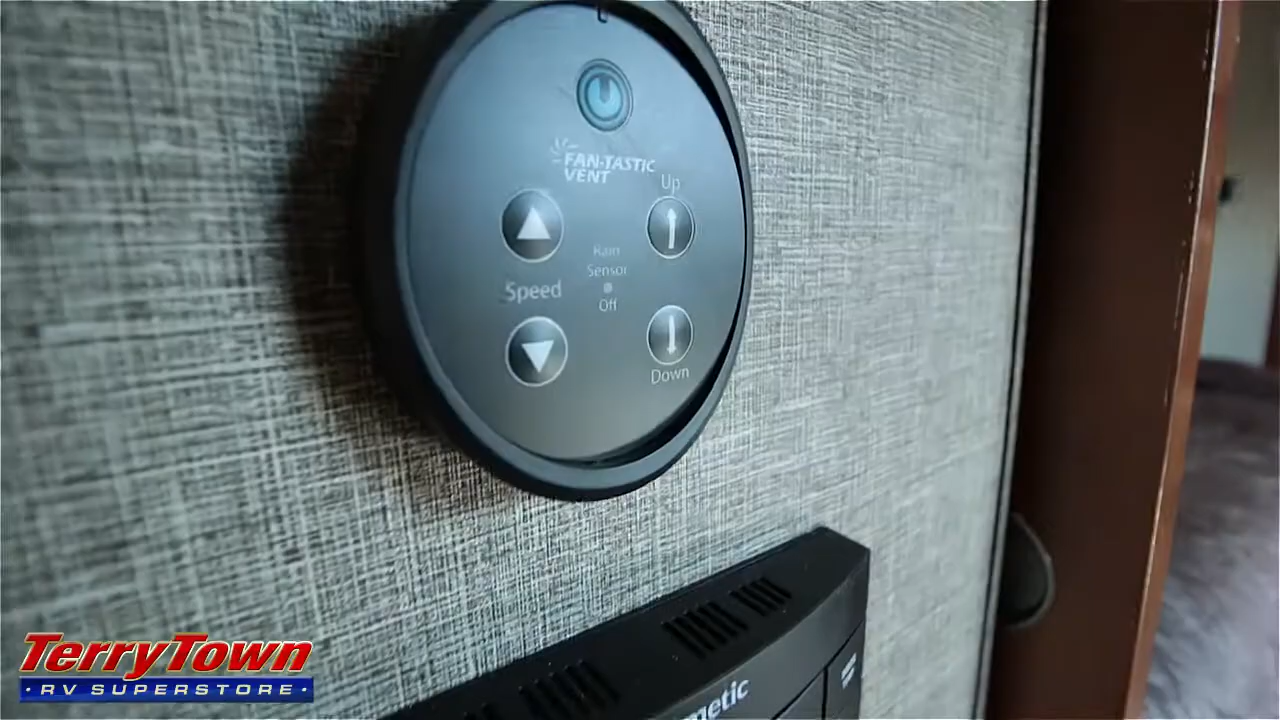 FAN-TASTIC
VENT
Up
Rain
Sensor
Speed
Off
Down
metic
TerryTown
· RV SUPERSTORE ·